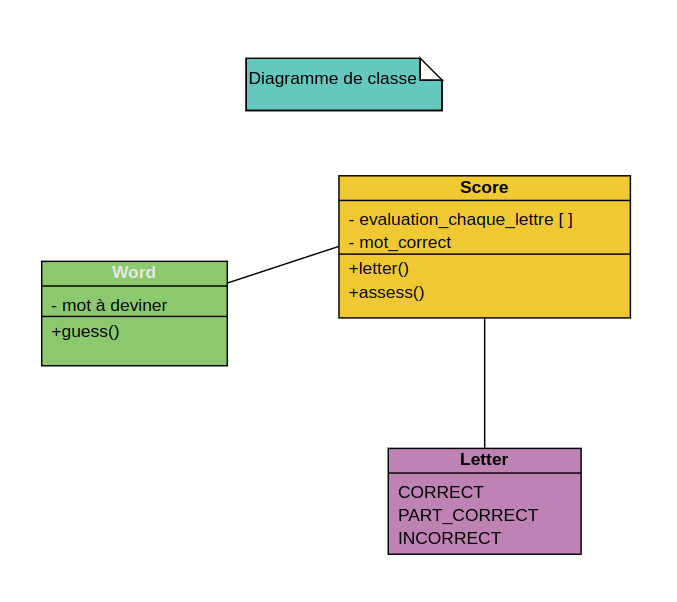 Diagramme de classe
Score
- evaluation_chaque_lettre [ ]
- mot_correct
+letter()
+assess()
Word
- mot à deviner
+guess()
Letter
CORRECT
PART_CORRECT
INCORRECT